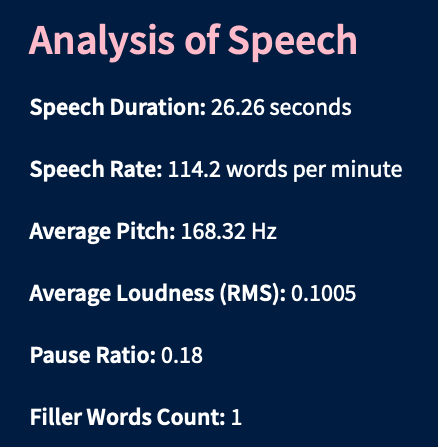 Analysis of Speech
Speech Duration: 26.26 seconds
Speech Rate: 114.2 words per minute
Average Pitch: 168.32 Hz
Average Loudness (RMS): 0.1005
Pause Ratio: 0.18
Filler Words Count: 1